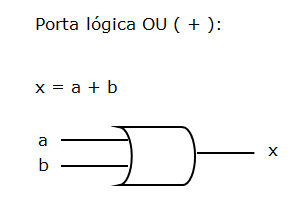 Porta lógica OU ( + ):
x = a + b
a
b
x